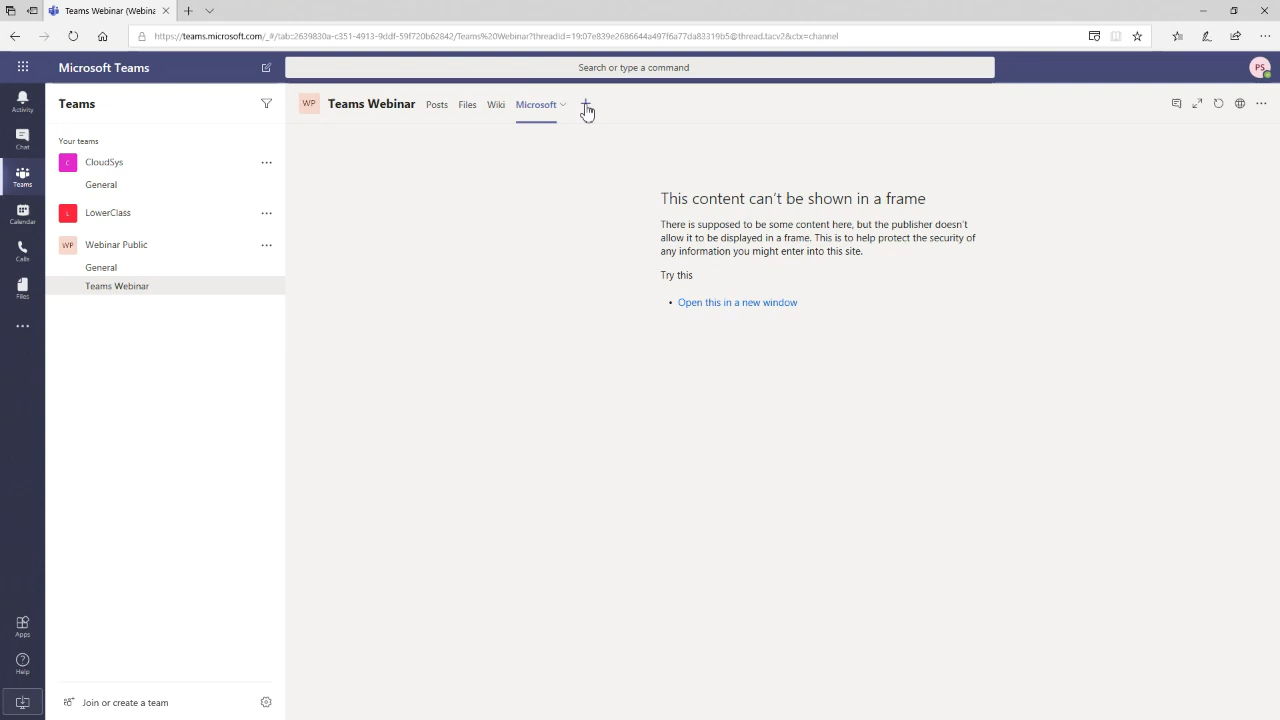 Teams Webinar (Webina
https://teams.microsoft.com/_#/tab:2639830a-c351-4913-9ddf-59f720b62842/Teams%20Webinar?threadId=19:07e839e2686644a497f6a77da83319b5@thread.tacv2&ctx=channel
Microsoft Teams
Search or type a command
PS
Activity
Chat
Teams
Calendar
Calls
Files
Apps
Help
Teams
Your teams
C CloudSys
General
L LowerClass
WP Webinar Public
General
Teams Webinar
Join or create a team
WP Teams Webinar Posts Files Wiki Microsoft
This content can't be shown in a frame
There is supposed to be some content here, but the publisher doesn't
allow it to be displayed in a frame. This is to help protect the security of
any information you might enter into this site.
Try this
• Open this in a new window